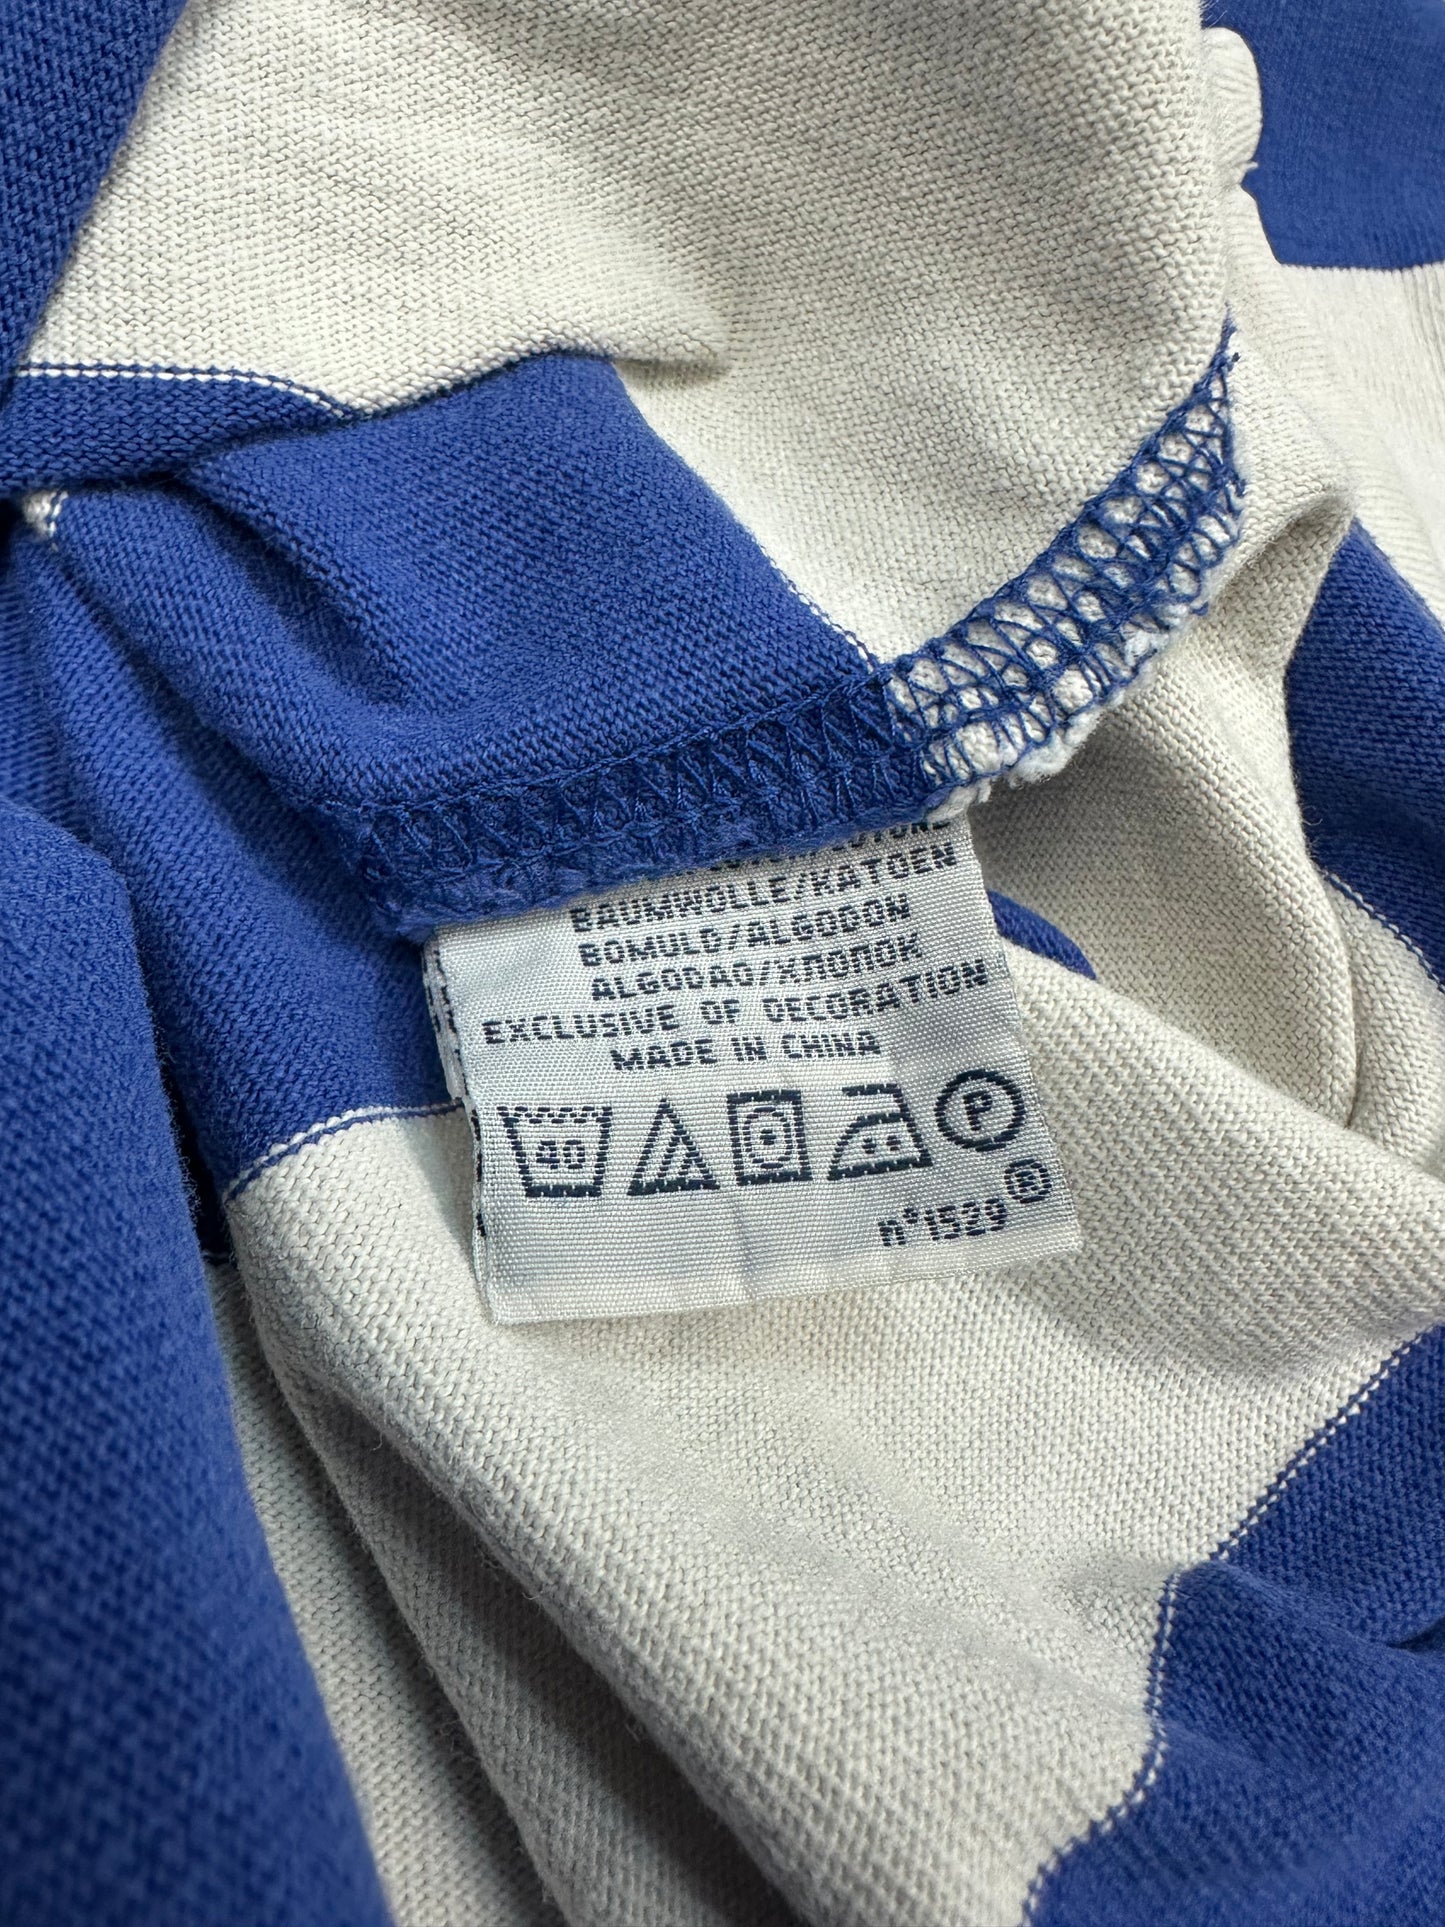 BAUMWOLLE/KATOEN
BOMULD/ALGODON
ALGODAO/ХЛОПОК
EXCLUSIVE OF DECORATION
MADE IN CHINA
40 P
n°1529 ®